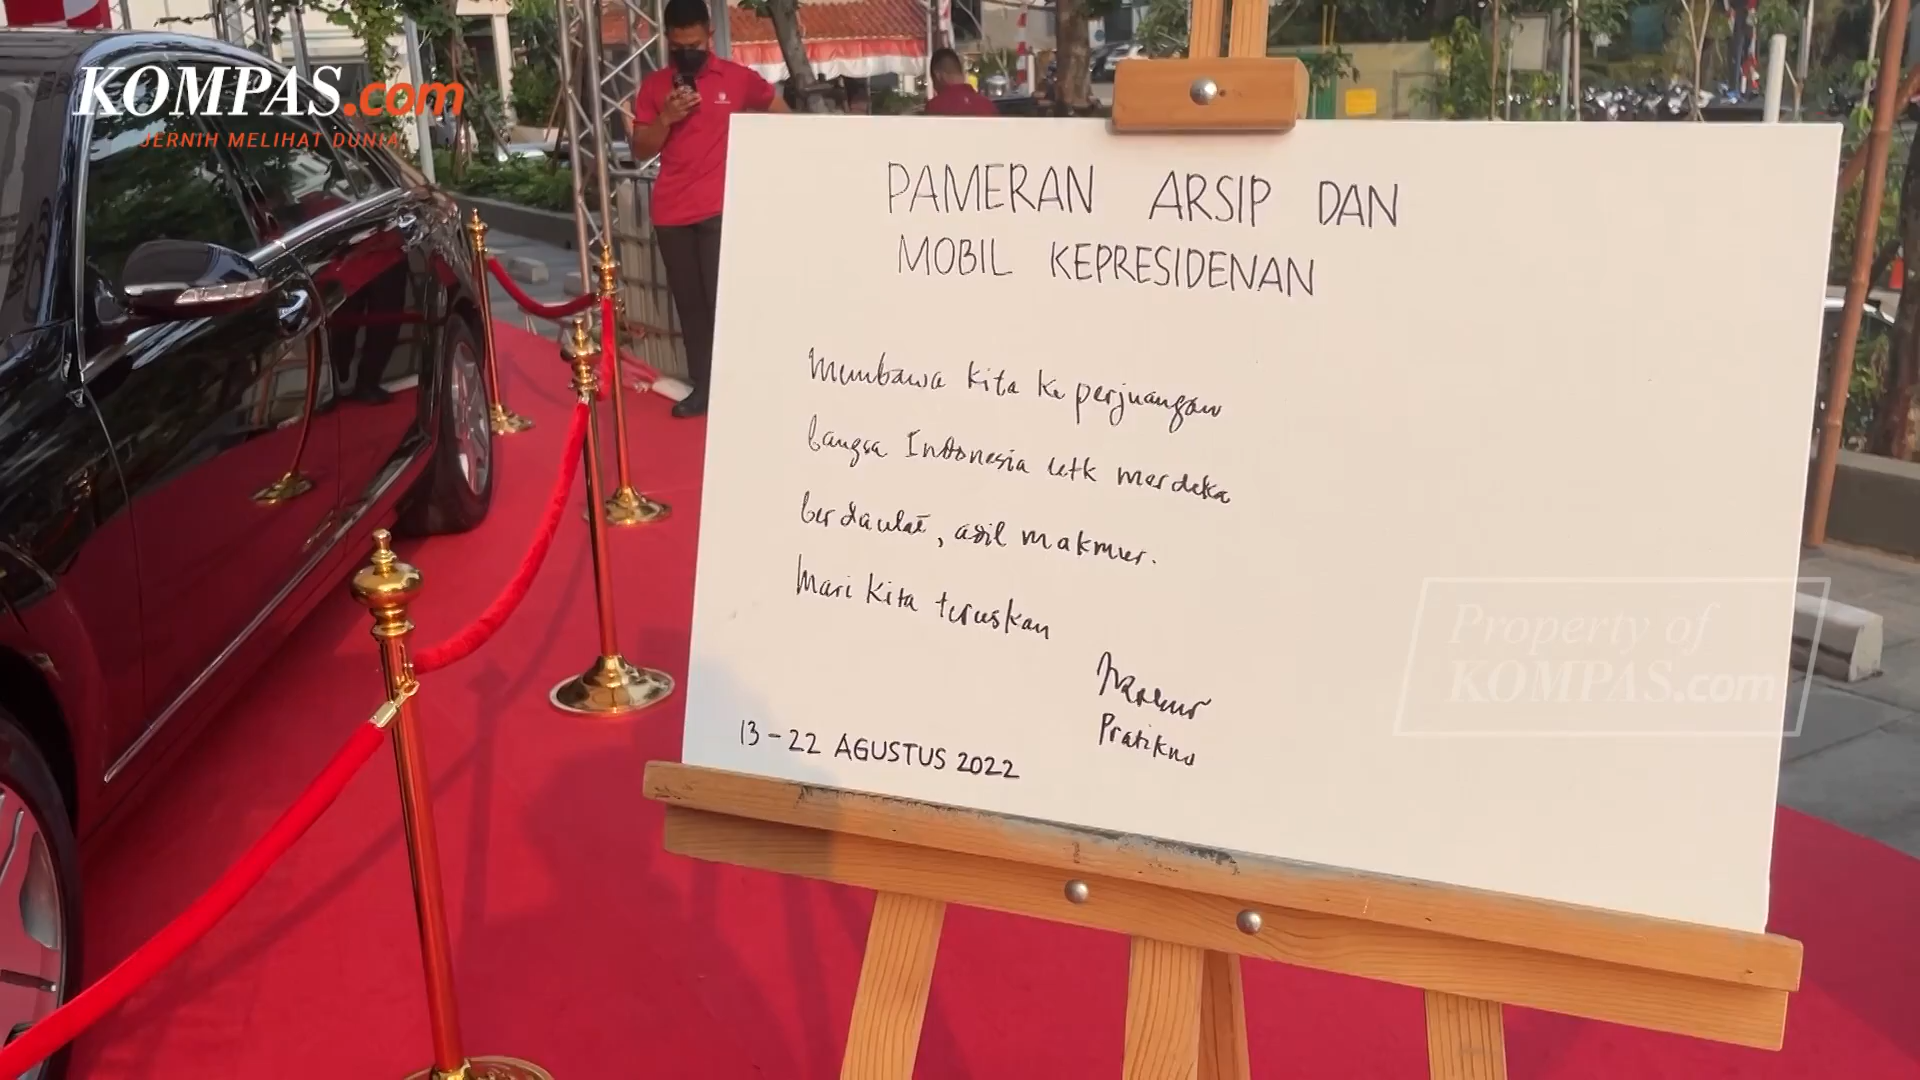 KOMPAS.com
JERNIH MELIHAT DUNIA
PAMERAN ARSIP DAN
MOBIL KEPRESIDENAN
Membawa kita ke perjuangan
bangsa Indonesia utk merdeka
berdaulat, adil makmur.
Mari kita teruskan
Pratikno
13-22 AGUSTUS 2022
Property of
KOMPAS.com